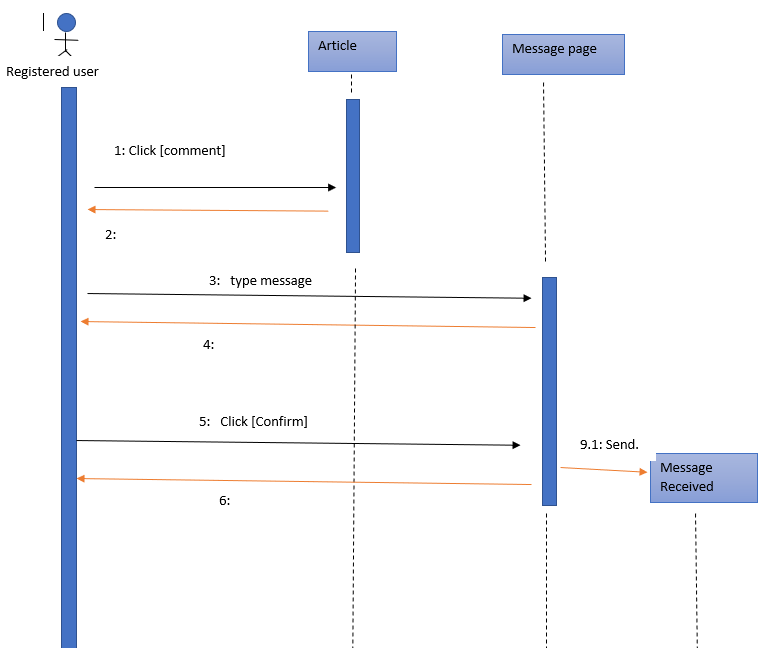 Registered user
Article
Message page
1: Click [comment]
2:
3:   type message
4:
5:   Click [Confirm]
9.1: Send.
Message
Received
6: